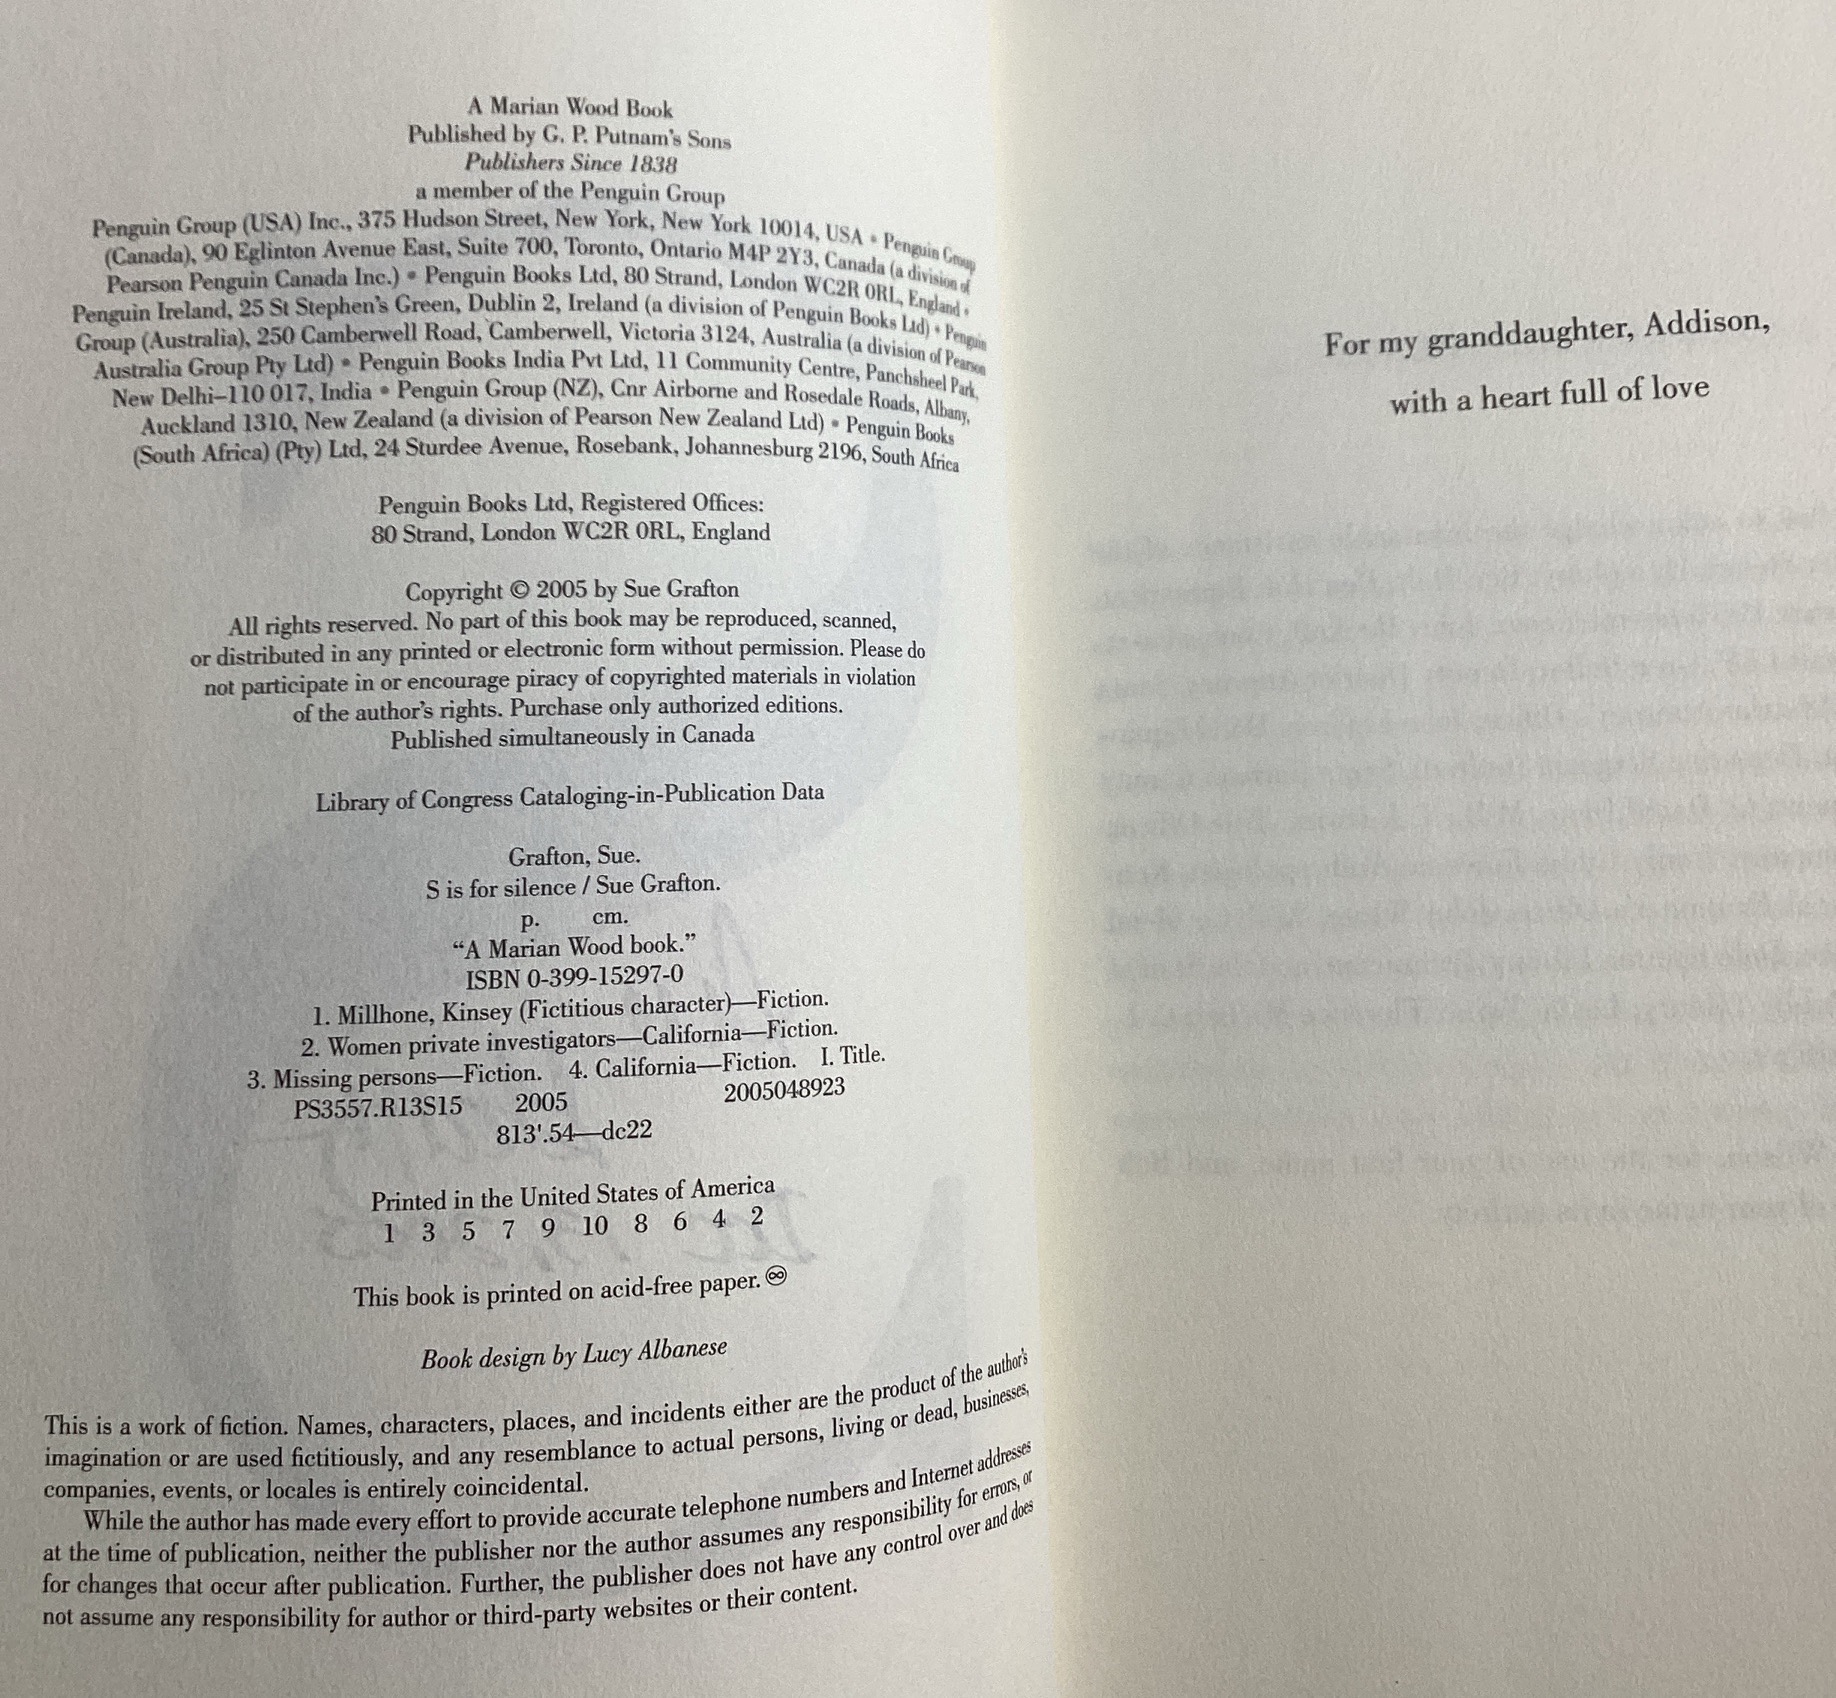 A Marian Wood Book
Published by G. P. Putnam's Sons
Publishers Since 1838
a member of the Penguin Group
Penguin Group (USA) Inc., 375 Hudson Street, New York, New York 10014, USA • Penguin Group
(Canada), 90 Eglinton Avenue East, Suite 700, Toronto, Ontario M4P 2Y3, Canada (a division of
Pearson Penguin Canada Inc.) • Penguin Books Ltd, 80 Strand, London WC2R 0RL, England •
Penguin Ireland, 25 St Stephen's Green, Dublin 2, Ireland (a division of Penguin Books Ltd) • Penguin
Group (Australia), 250 Camberwell Road, Camberwell, Victoria 3124, Australia (a division of Pearson
Australia Group Pty Ltd) • Penguin Books India Pvt Ltd, 11 Community Centre, Panchsheel Park,
New Delhi–110 017, India • Penguin Group (NZ), Cnr Airborne and Rosedale Roads, Albany,
Auckland 1310, New Zealand (a division of Pearson New Zealand Ltd) • Penguin Books
(South Africa) (Pty) Ltd, 24 Sturdee Avenue, Rosebank, Johannesburg 2196, South Africa
Penguin Books Ltd, Registered Offices:
80 Strand, London WC2R 0RL, England
Copyright © 2005 by Sue Grafton
All rights reserved. No part of this book may be reproduced, scanned,
or distributed in any printed or electronic form without permission. Please do
not participate in or encourage piracy of copyrighted materials in violation
of the author's rights. Purchase only authorized editions.
Published simultaneously in Canada
Library of Congress Cataloging-in-Publication Data
Grafton, Sue.
S is for silence / Sue Grafton.
p. cm.
"A Marian Wood book."
ISBN 0-399-15297-0
1. Millhone, Kinsey (Fictitious character)—Fiction.
2. Women private investigators—California—Fiction.
3. Missing persons—Fiction. 4. California—Fiction. I. Title.
PS3557.R13S15 2005 2005048923
813'.54—dc22
Printed in the United States of America
1 3 5 7 9 10 8 6 4 2
This book is printed on acid-free paper. ♾
Book design by Lucy Albanese
This is a work of fiction. Names, characters, places, and incidents either are the product of the author's
imagination or are used fictitiously, and any resemblance to actual persons, living or dead, businesses,
companies, events, or locales is entirely coincidental.
While the author has made every effort to provide accurate telephone numbers and Internet addresses
at the time of publication, neither the publisher nor the author assumes any responsibility for errors, or
for changes that occur after publication. Further, the publisher does not have any control over and does
not assume any responsibility for author or third-party websites or their content.
For my granddaughter, Addison,
with a heart full of love